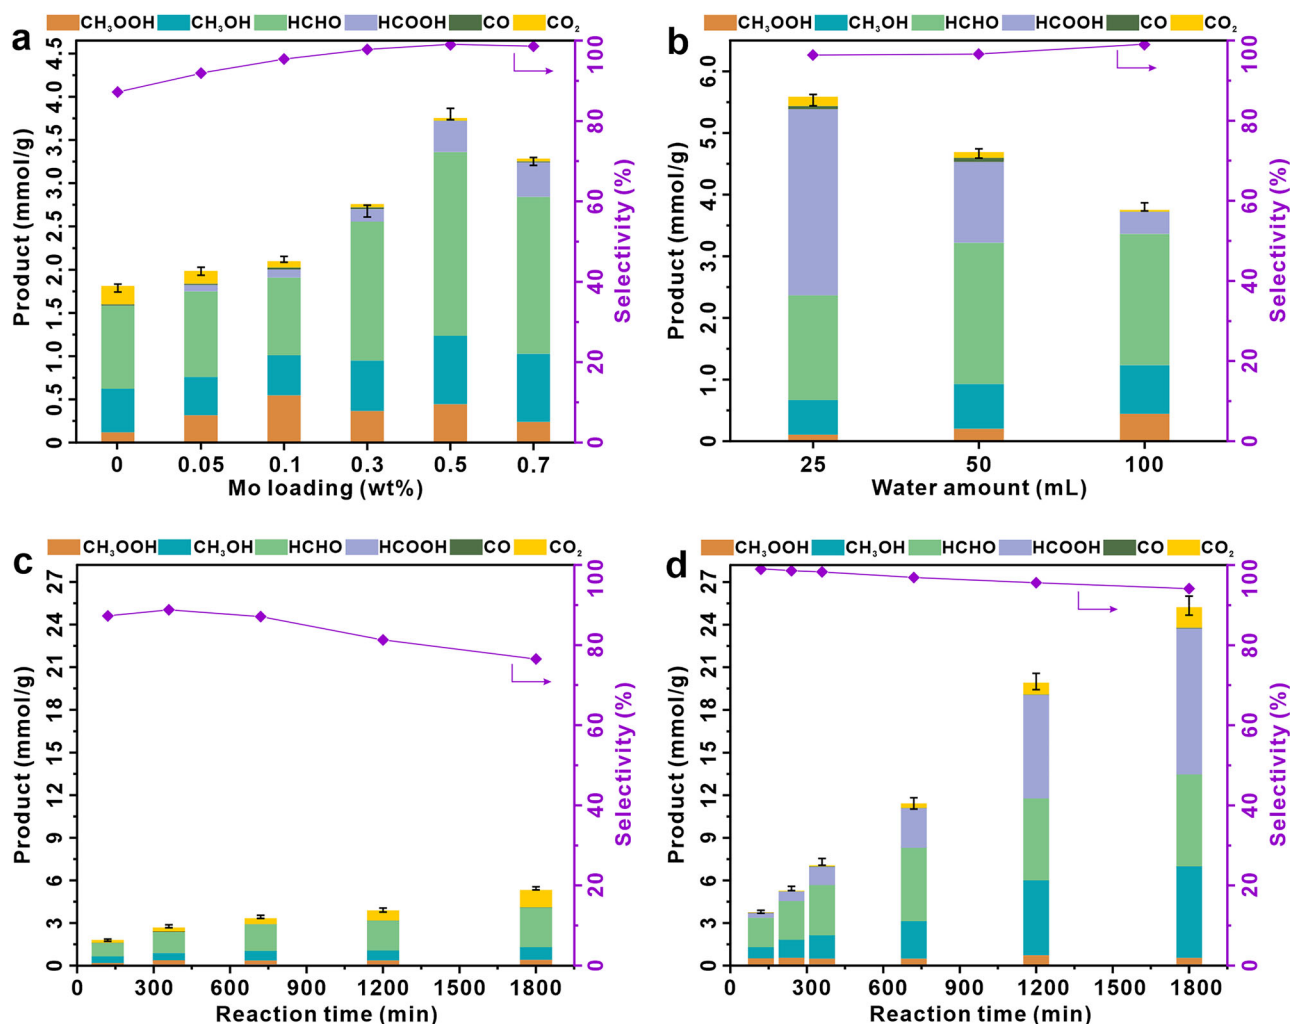 a
CH₃OOH CH₃OH HCHO HCOOH CO CO₂
Product (mmol/g)
4.5
4.0
3.5
3.0
2.5
2.0
1.5
1.0
0.5
0
100
80
60
40
20
0
Selectivity (%)
0 0.05 0.1 0.3 0.5 0.7
Mo loading (wt%)
b
CH₃OOH CH₃OH HCHO HCOOH CO CO₂
Product (mmol/g)
6.0
5.0
4.0
3.0
2.0
1.0
0
100
80
60
40
20
0
Selectivity (%)
25 50 100
Water amount (mL)
c
CH₃OOH CH₃OH HCHO HCOOH CO CO₂
Product (mmol/g)
27
24
21
18
15
12
9
6
3
0
100
80
60
40
20
0
Selectivity (%)
0 300 600 900 1200 1500 1800
Reaction time (min)
d
CH₃OOH CH₃OH HCHO HCOOH CO CO₂
Product (mmol/g)
27
24
21
18
15
12
9
6
3
0
100
80
60
40
20
0
Selectivity (%)
0 300 600 900 1200 1500 1800
Reaction time (min)